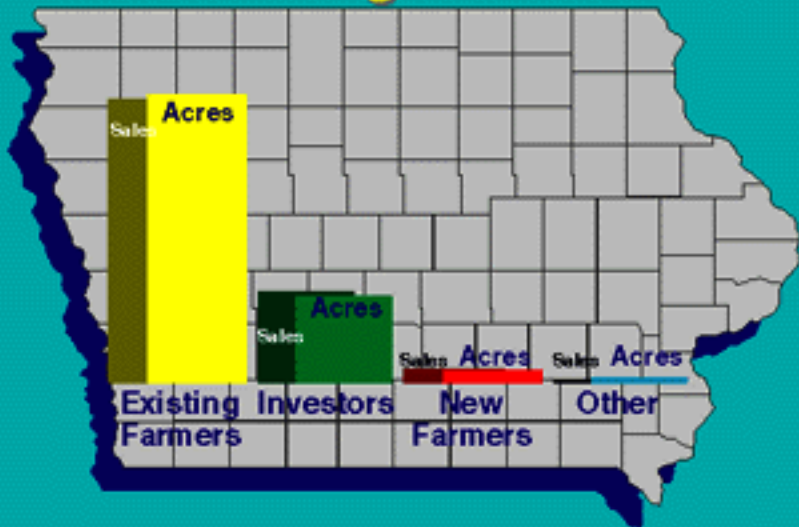 Sales Acres
Sales Acres
Sales Acres
Sales Acres
Existing Farmers
Investors
New Farmers
Other